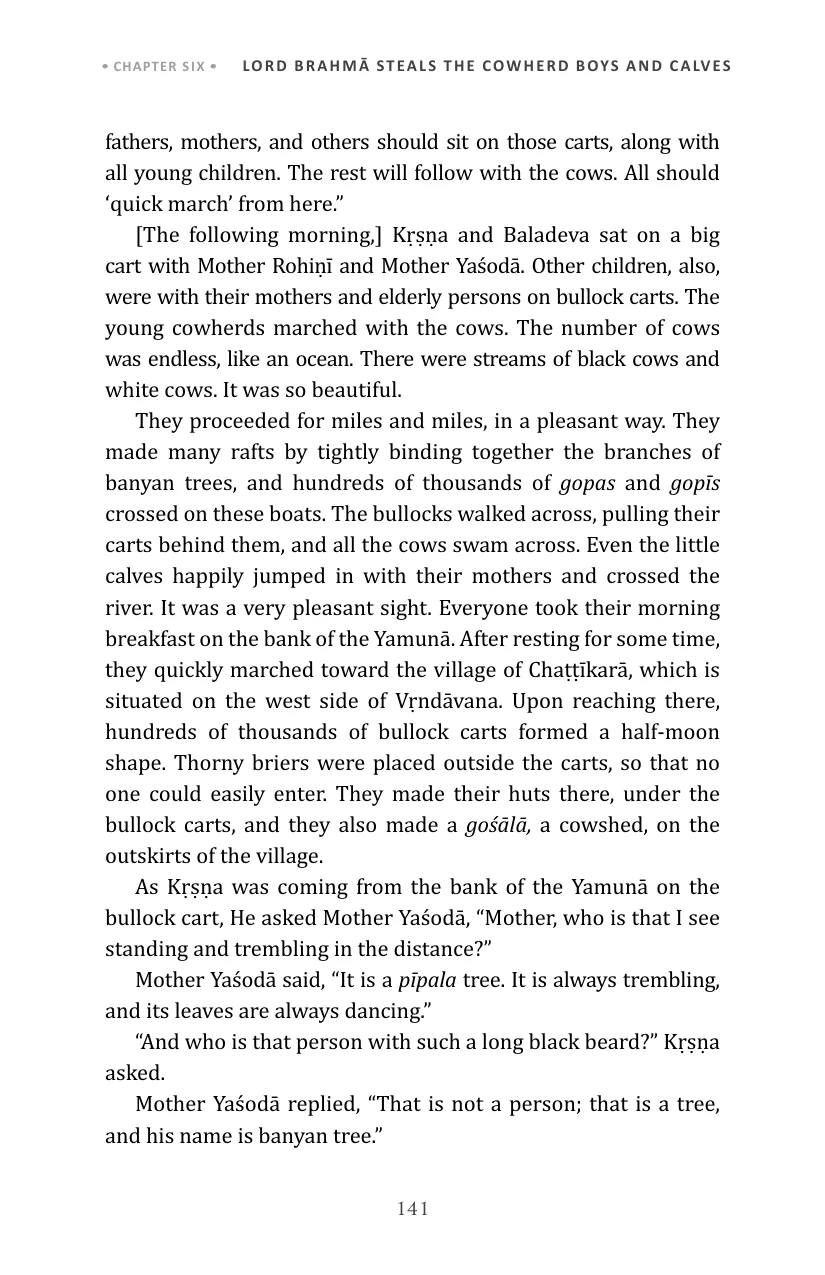 • CHAPTER SIX • LORD BRAHMĀ STEALS THE COWHERD BOYS AND CALVES
fathers, mothers, and others should sit on those carts, along with
all young children. The rest will follow with the cows. All should
‘quick march’ from here.”
[The following morning,] Kṛṣṇa and Baladeva sat on a big
cart with Mother Rohiṇī and Mother Yaśodā. Other children, also,
were with their mothers and elderly persons on bullock carts. The
young cowherds marched with the cows. The number of cows
was endless, like an ocean. There were streams of black cows and
white cows. It was so beautiful.
They proceeded for miles and miles, in a pleasant way. They
made many rafts by tightly binding together the branches of
banyan trees, and hundreds of thousands of gopas and gopīs
crossed on these boats. The bullocks walked across, pulling their
carts behind them, and all the cows swam across. Even the little
calves happily jumped in with their mothers and crossed the
river. It was a very pleasant sight. Everyone took their morning
breakfast on the bank of the Yamunā. After resting for some time,
they quickly marched toward the village of Chaṭṭīkarā, which is
situated on the west side of Vṛndāvana. Upon reaching there,
hundreds of thousands of bullock carts formed a half-moon
shape. Thorny briers were placed outside the carts, so that no
one could easily enter. They made their huts there, under the
bullock carts, and they also made a gośālā, a cowshed, on the
outskirts of the village.
As Kṛṣṇa was coming from the bank of the Yamunā on the
bullock cart, He asked Mother Yaśodā, “Mother, who is that I see
standing and trembling in the distance?”
Mother Yaśodā said, “It is a pīpala tree. It is always trembling,
and its leaves are always dancing.”
“And who is that person with such a long black beard?” Kṛṣṇa
asked.
Mother Yaśodā replied, “That is not a person; that is a tree,
and his name is banyan tree.”
141